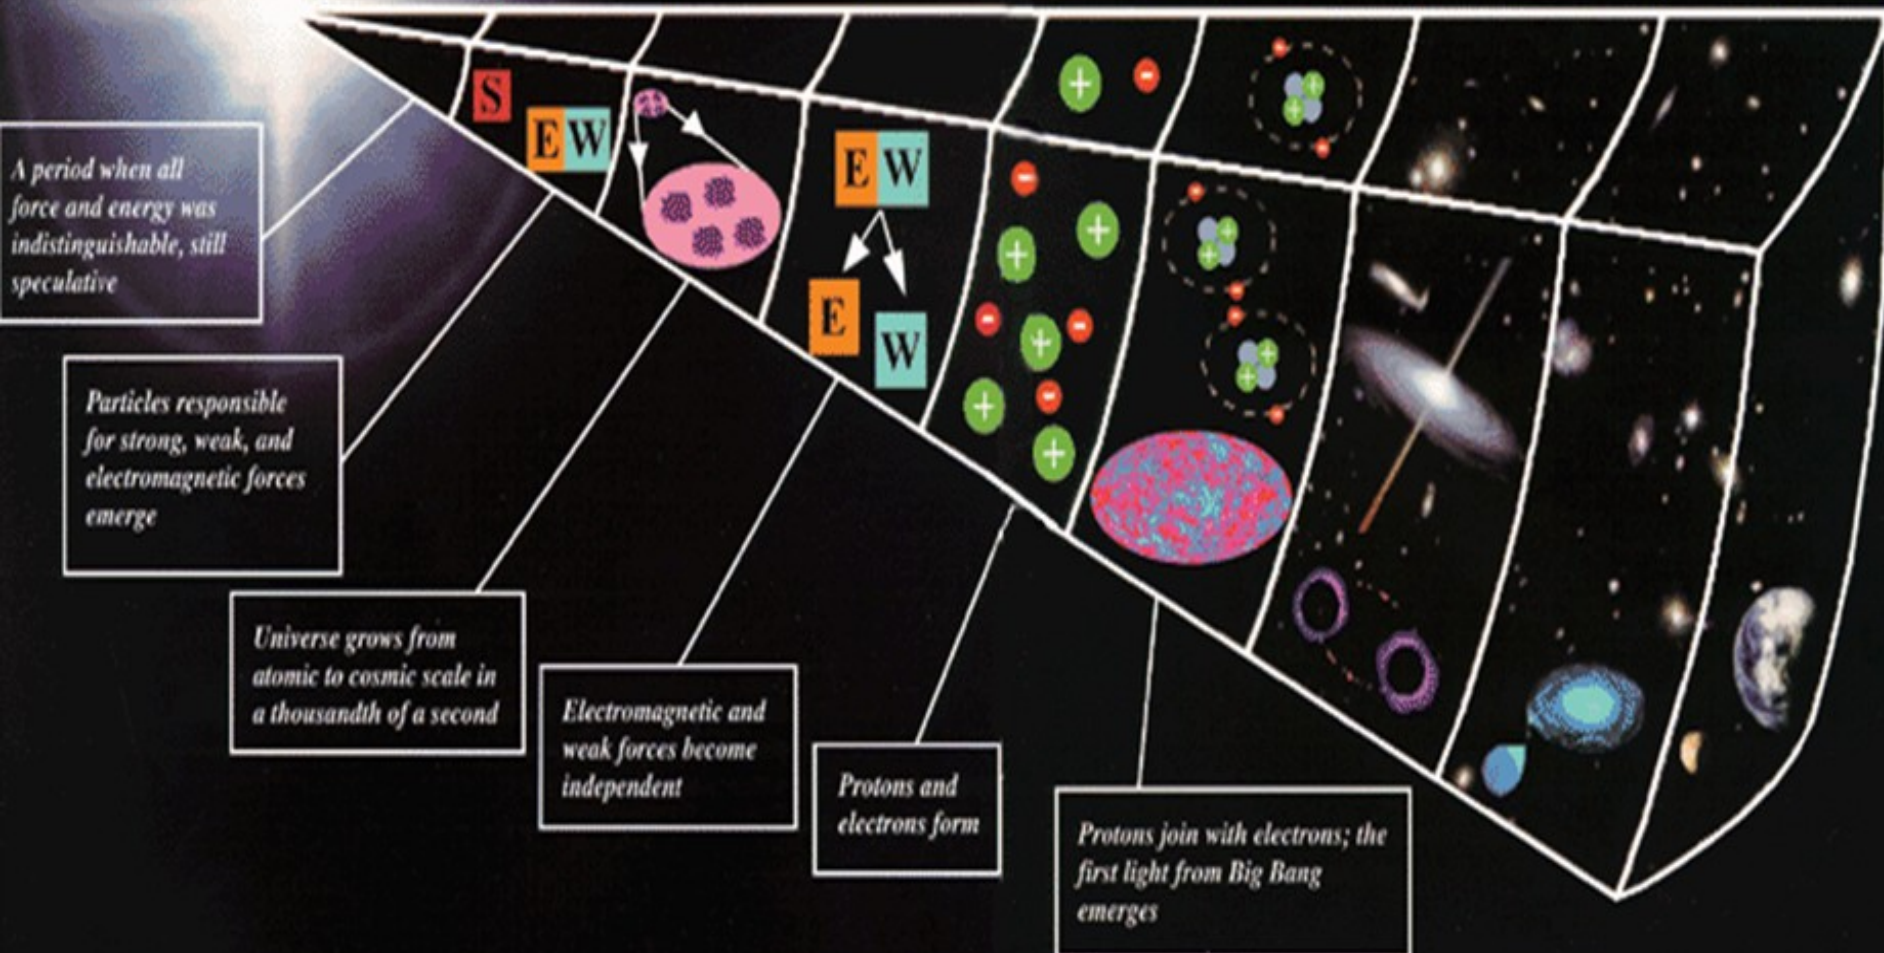 S
E W
E W
E
W
A period when all
force and energy was
indistinguishable, still
speculative
Particles responsible
for strong, weak, and
electromagnetic forces
emerge
Universe grows from
atomic to cosmic scale in
a thousandth of a second
Electromagnetic and
weak forces become
independent
Protons and
electrons form
Protons join with electrons; the
first light from Big Bang
emerges